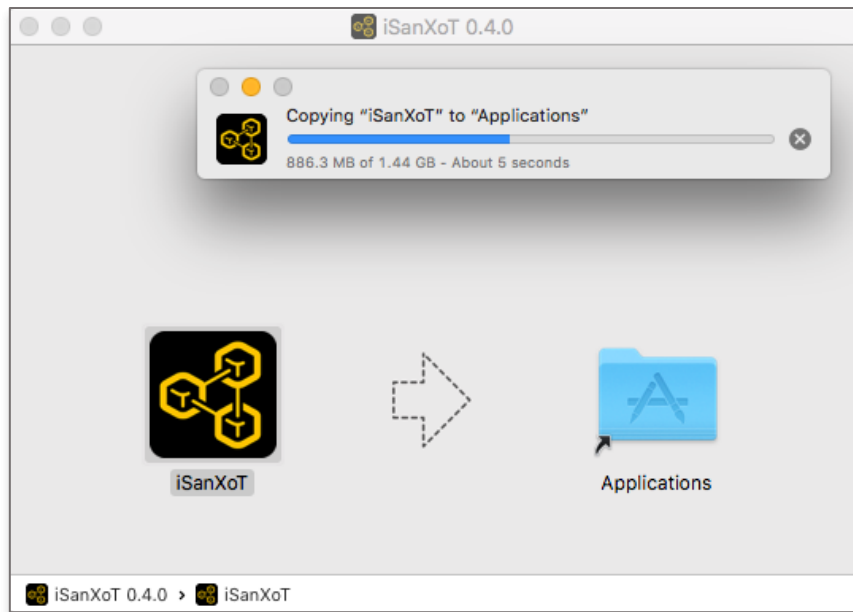 iSanXoT 0.4.0
Copying “iSanXoT” to “Applications”
886.3 MB of 1.44 GB - About 5 seconds
iSanXoT
Applications
iSanXoT 0.4.0 › iSanXoT